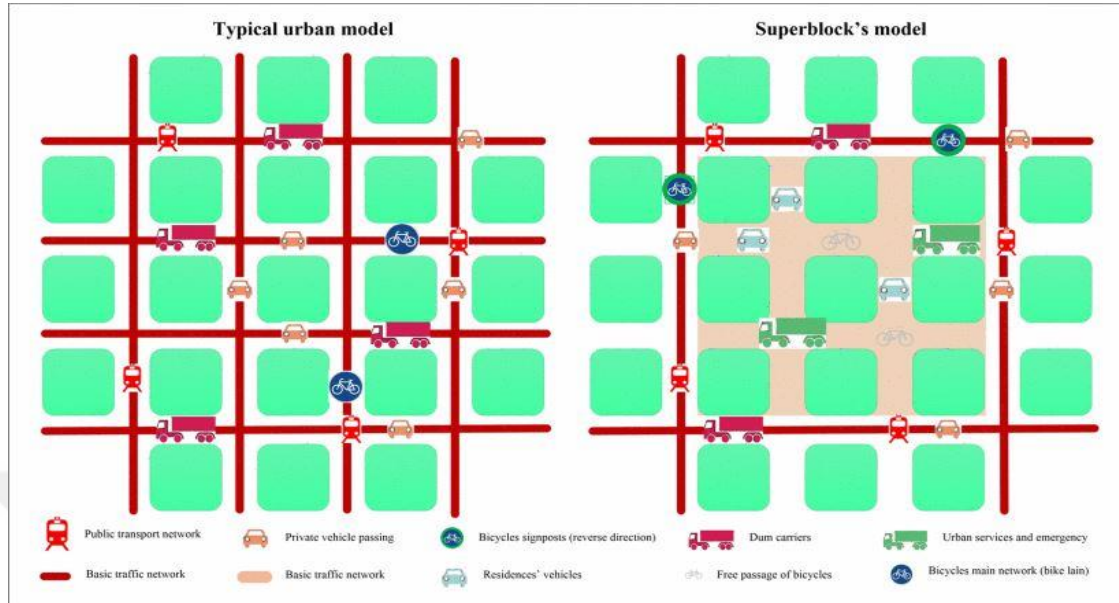 Typical urban model
Superblock's model
Public transport network
Private vehicle passing
Bicycles signposts (reverse direction)
Dum carriers
Urban services and emergency
Basic traffic network
Basic traffic network
Residences' vehicles
Free passage of bicycles
Bicycles main network (bike lain)